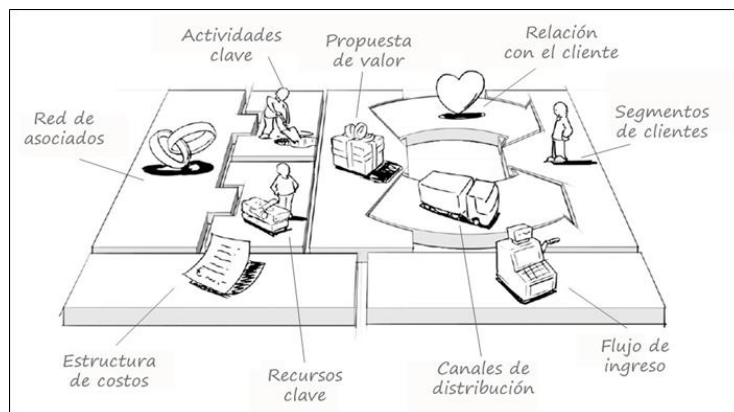 Actividades
clave
Propuesta
de valor
Relación
con el cliente
Red de
asociados
Segmentos
de clientes
Estructura
de costos
Recursos
clave
Canales de
distribución
Flujo de
ingreso